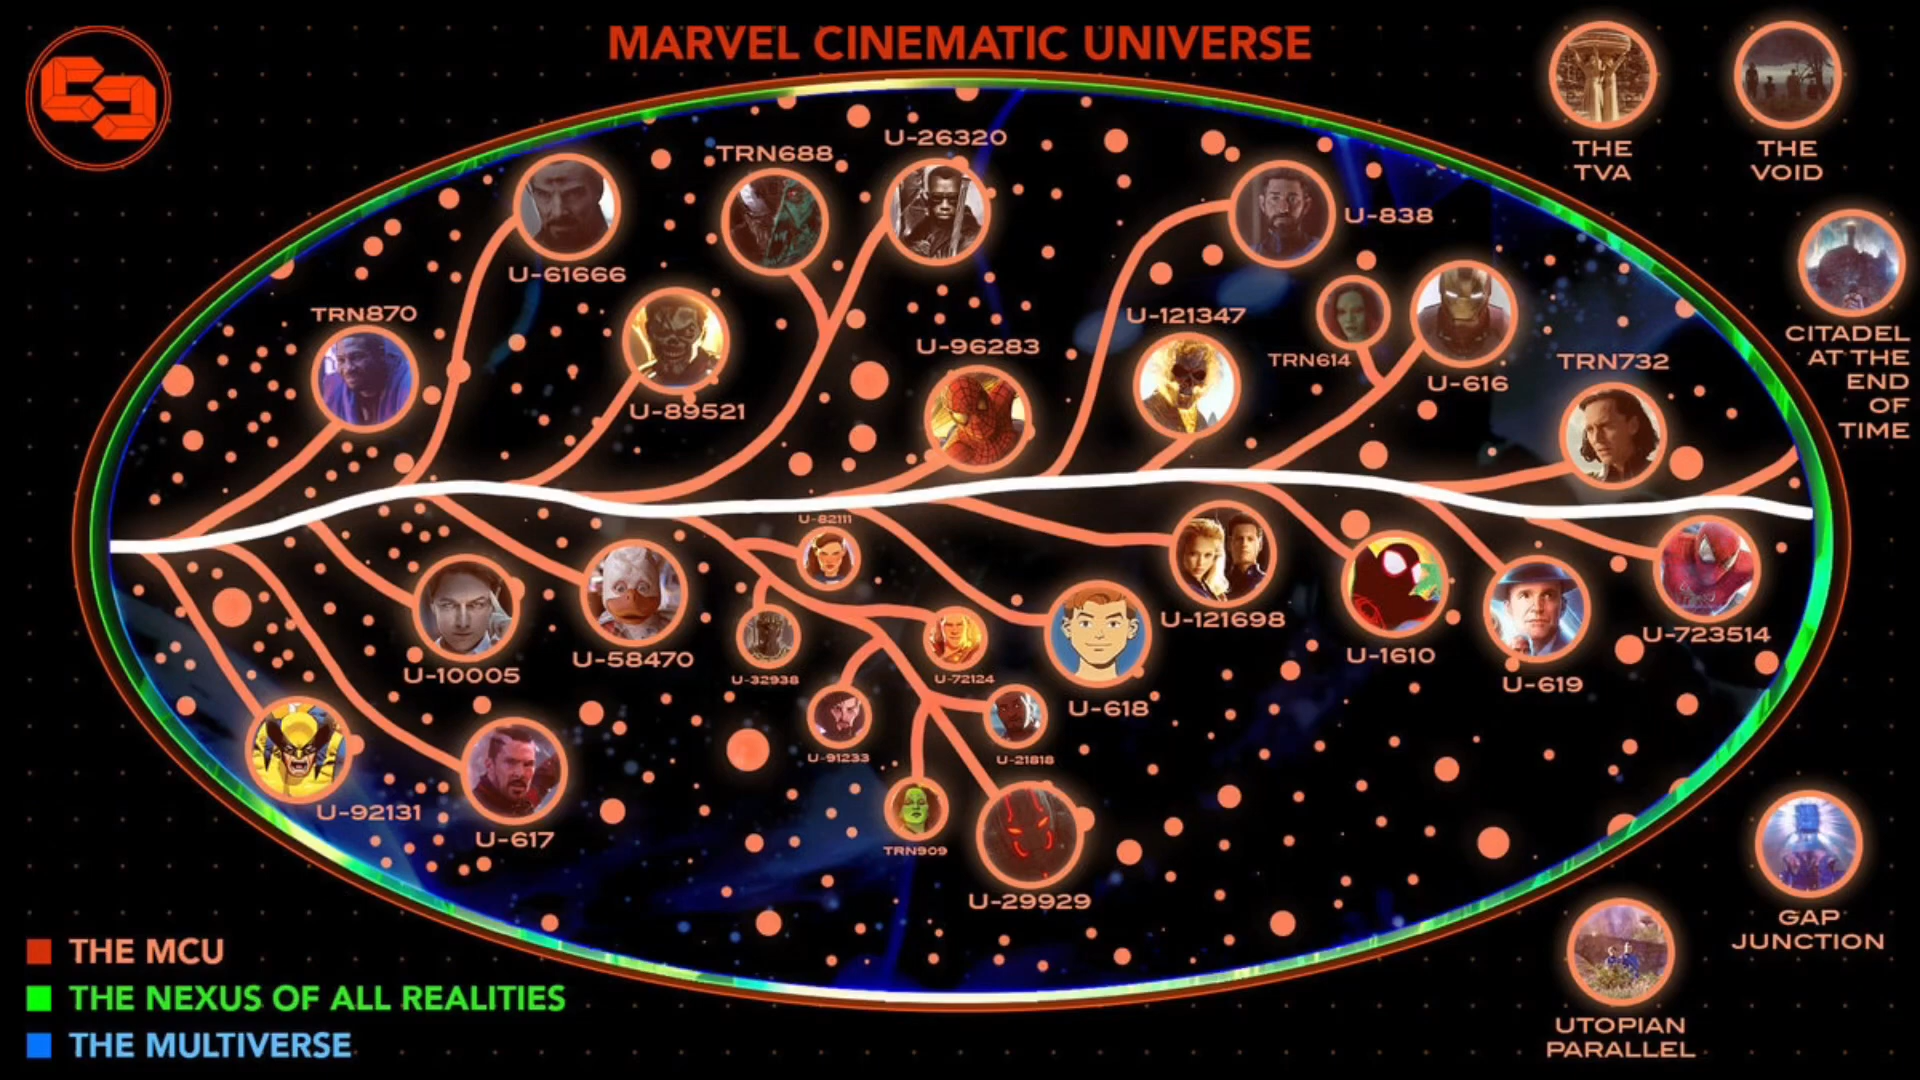 MARVEL CINEMATIC UNIVERSE
THE
TVA
THE
VOID
U-26320
TRN688
U-838
U-61666
TRN870
U-121347
U-96283
TRN614
TRN732
U-616
U-89521
CITADEL
AT THE
END
OF
TIME
U-82111
U-10005
U-58470
U-32938
U-72124
U-121698
U-1610
U-723514
U-619
U-618
U-91233
U-21818
U-92131
U-617
TRN909
U-29929
GAP
JUNCTION
UTOPIAN
PARALLEL
THE MCU
THE NEXUS OF ALL REALITIES
THE MULTIVERSE